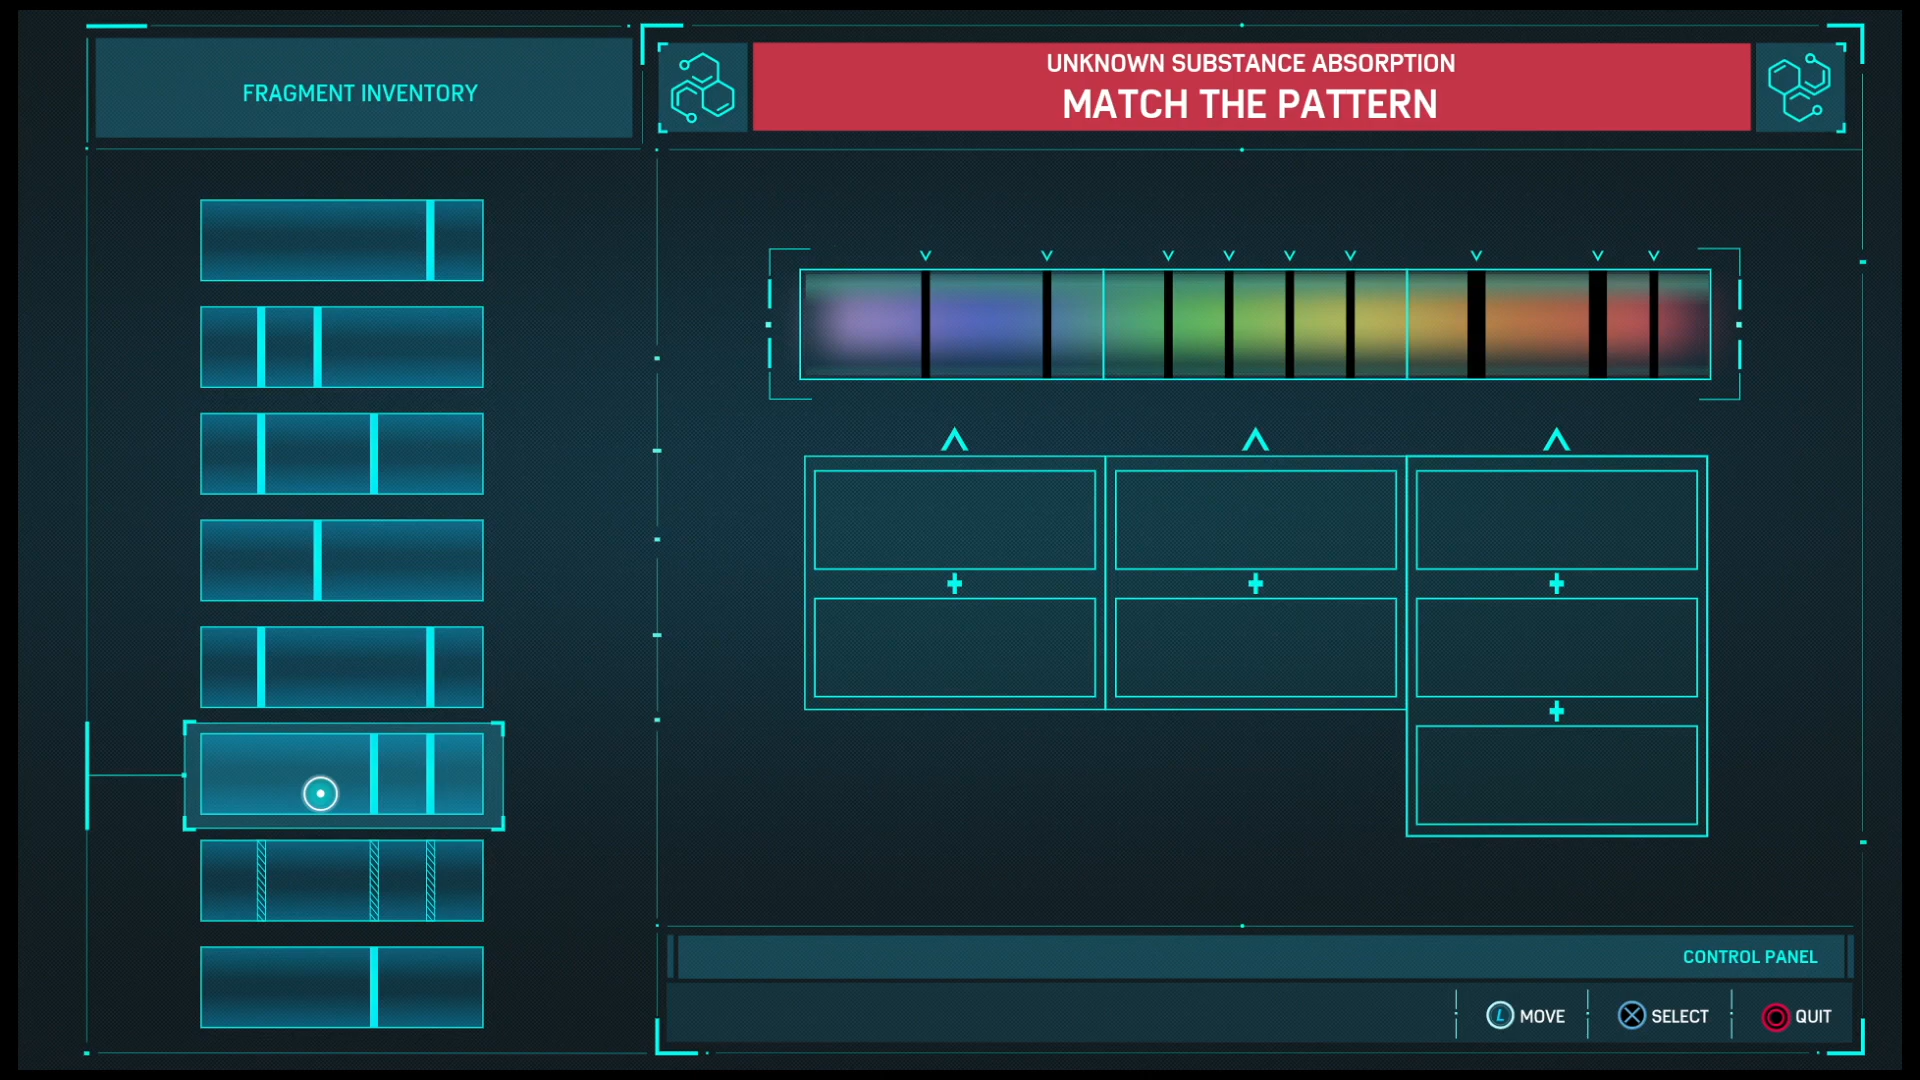 FRAGMENT INVENTORY
UNKNOWN SUBSTANCE ABSORPTION
MATCH THE PATTERN
CONTROL PANEL
L MOVE
SELECT
QUIT